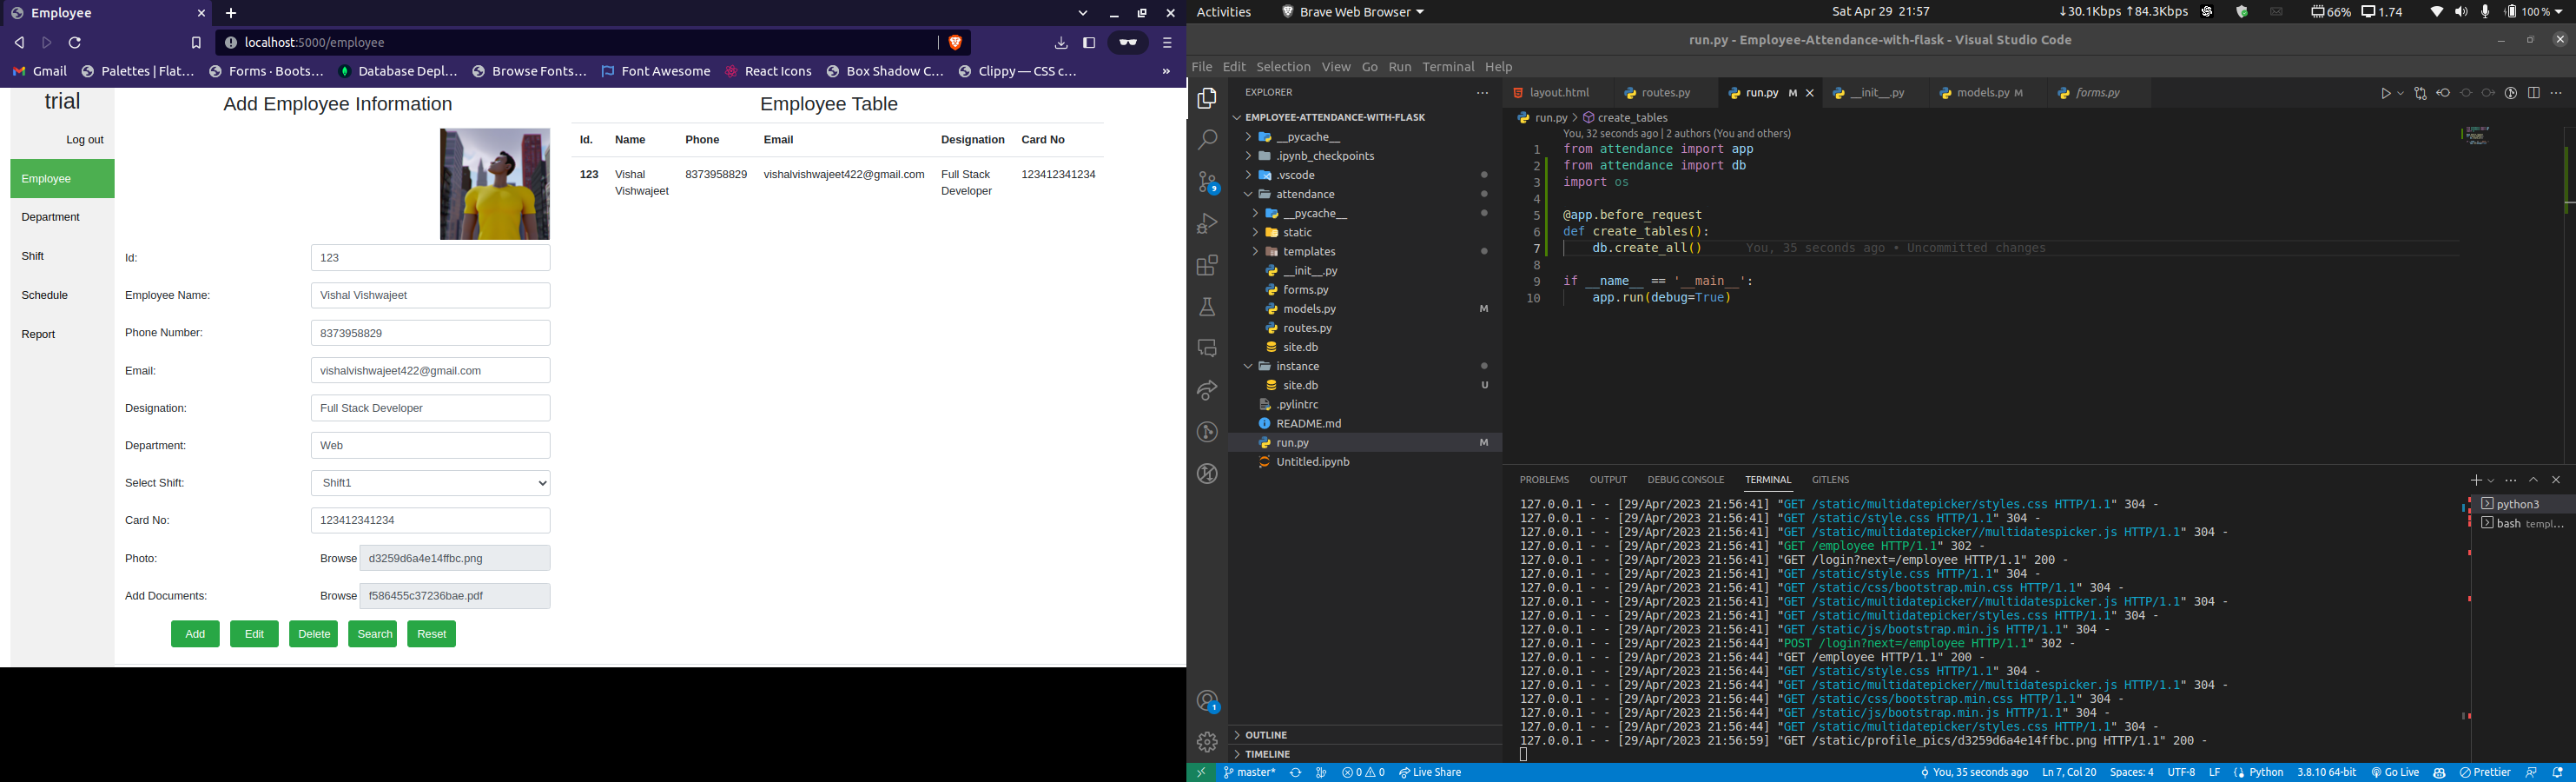 Employee
localhost:5000/employee
Gmail
Palettes | Flat...
Forms · Boots...
Database Depl...
Browse Fonts...
Font Awesome
React Icons
Box Shadow C...
Clippy — CSS c...
»
trial
Log out
Employee
Department
Shift
Schedule
Report
Add Employee Information
Id: 123
Employee Name: Vishal Vishwajeet
Phone Number: 8373958829
Email: vishalvishwajeet422@gmail.com
Designation: Full Stack Developer
Department: Web
Select Shift: Shift1
Card No: 123412341234
Photo: Browse d3259d6a4e14ffbc.png
Add Documents: Browse f586455c37236bae.pdf
Add Edit Delete Search Reset
Employee Table
Id. Name Phone Email Designation Card No
123 Vishal Vishwajeet 8373958829 vishalvishwajeet422@gmail.com Full Stack Developer 123412341234
Activities Brave Web Browser Sat Apr 29 21:57 ↓30.1Kbps ↑84.3Kbps 66% 1.74 100 %
run.py - Employee-Attendance-with-flask - Visual Studio Code
File Edit Selection View Go Run Terminal Help
EXPLORER
EMPLOYEE-ATTENDANCE-WITH-FLASK
__pycache__
.ipynb_checkpoints
.vscode
attendance
__pycache__
static
templates
__init__.py
forms.py
models.py M
routes.py
site.db
instance
site.db U
.pylintrc
README.md
run.py M
Untitled.ipynb
OUTLINE
TIMELINE
9
1
layout.html routes.py run.py M __init__.py models.py M forms.py
run.py > create_tables
You, 32 seconds ago | 2 authors (You and others)
1 from attendance import app
2 from attendance import db
3 import os
4
5 @app.before_request
6 def create_tables():
7 db.create_all() You, 35 seconds ago • Uncommitted changes
8
9 if __name__ == '__main__':
10 app.run(debug=True)
PROBLEMS OUTPUT DEBUG CONSOLE TERMINAL GITLENS
127.0.0.1 - - [29/Apr/2023 21:56:41] "GET /static/multidatepicker/styles.css HTTP/1.1" 304 -
127.0.0.1 - - [29/Apr/2023 21:56:41] "GET /static/style.css HTTP/1.1" 304 -
127.0.0.1 - - [29/Apr/2023 21:56:41] "GET /static/multidatepicker//multidatespicker.js HTTP/1.1" 304 -
127.0.0.1 - - [29/Apr/2023 21:56:41] "GET /employee HTTP/1.1" 302 -
127.0.0.1 - - [29/Apr/2023 21:56:41] "GET /login?next=/employee HTTP/1.1" 200 -
127.0.0.1 - - [29/Apr/2023 21:56:41] "GET /static/style.css HTTP/1.1" 304 -
127.0.0.1 - - [29/Apr/2023 21:56:41] "GET /static/css/bootstrap.min.css HTTP/1.1" 304 -
127.0.0.1 - - [29/Apr/2023 21:56:41] "GET /static/multidatepicker//multidatespicker.js HTTP/1.1" 304 -
127.0.0.1 - - [29/Apr/2023 21:56:41] "GET /static/multidatepicker/styles.css HTTP/1.1" 304 -
127.0.0.1 - - [29/Apr/2023 21:56:41] "GET /static/js/bootstrap.min.js HTTP/1.1" 304 -
127.0.0.1 - - [29/Apr/2023 21:56:44] "POST /login?next=/employee HTTP/1.1" 302 -
127.0.0.1 - - [29/Apr/2023 21:56:44] "GET /employee HTTP/1.1" 200 -
127.0.0.1 - - [29/Apr/2023 21:56:44] "GET /static/style.css HTTP/1.1" 304 -
127.0.0.1 - - [29/Apr/2023 21:56:44] "GET /static/multidatepicker//multidatespicker.js HTTP/1.1" 304 -
127.0.0.1 - - [29/Apr/2023 21:56:44] "GET /static/css/bootstrap.min.css HTTP/1.1" 304 -
127.0.0.1 - - [29/Apr/2023 21:56:44] "GET /static/js/bootstrap.min.js HTTP/1.1" 304 -
127.0.0.1 - - [29/Apr/2023 21:56:44] "GET /static/multidatepicker/styles.css HTTP/1.1" 304 -
127.0.0.1 - - [29/Apr/2023 21:56:59] "GET /static/profile_pics/d3259d6a4e14ffbc.png HTTP/1.1" 200 -
python3
bash templ...
master* 0 0 Live Share You, 35 seconds ago Ln 7, Col 20 Spaces: 4 UTF-8 LF Python 3.8.10 64-bit Go Live Prettier